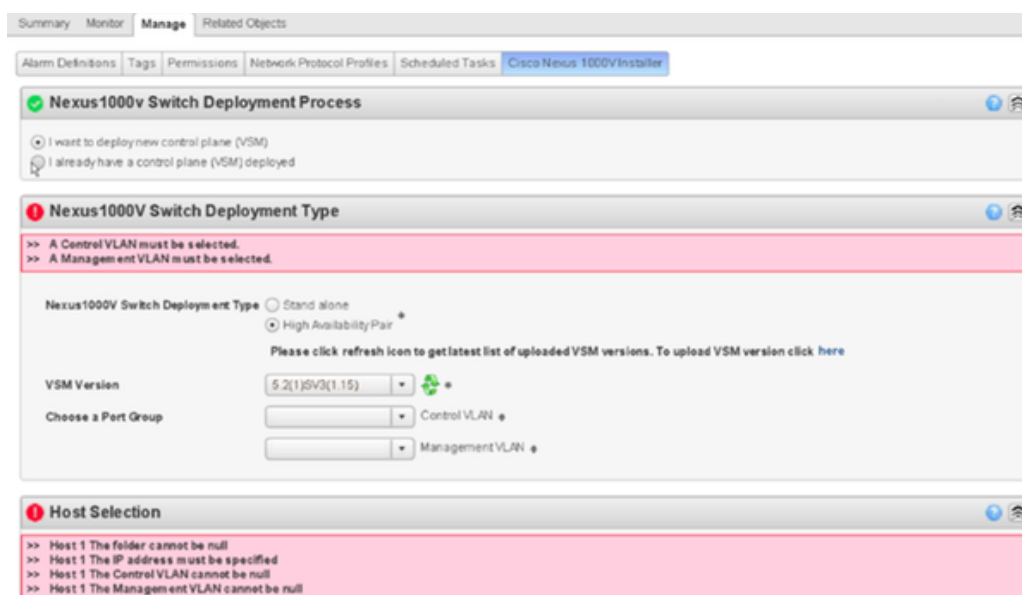 Summary Monitor Manage Related Objects
Alarm Definitions Tags Permissions Network Protocol Profiles Scheduled Tasks Cisco Nexus 1000V Installer
Nexus1000v Switch Deployment Process
I want to deploy new control plane (VSM)
I already have a control plane (VSM) deployed
Nexus1000V Switch Deployment Type
>> A Control VLAN must be selected.
>> A Management VLAN must be selected.
Nexus1000V Switch Deployment Type Stand alone
High Availability Pair *
Please click refresh icon to get latest list of uploaded VSM versions. To upload VSM version click here
VSM Version 5.2(1)SV3(1.15) *
Choose a Port Group Control VLAN *
Management VLAN *
Host Selection
>> Host 1 The folder cannot be null
>> Host 1 The IP address must be specified
>> Host 1 The Control VLAN cannot be null
>> Host 1 The Management VLAN cannot be null